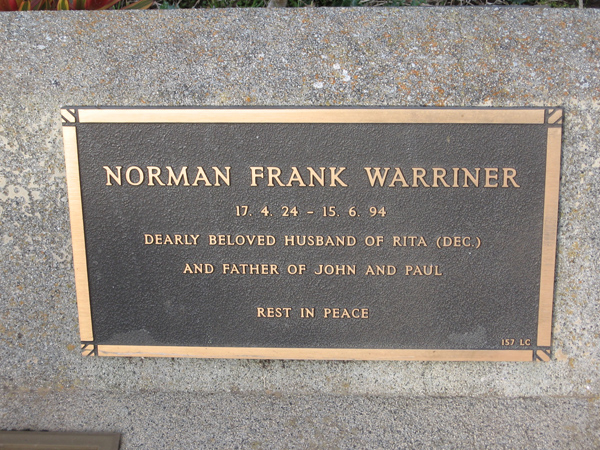 NORMAN FRANK WARRINER
17. 4. 24 – 15. 6. 94
DEARLY BELOVED HUSBAND OF RITA (DEC.)
AND FATHER OF JOHN AND PAUL
REST IN PEACE
157 LC